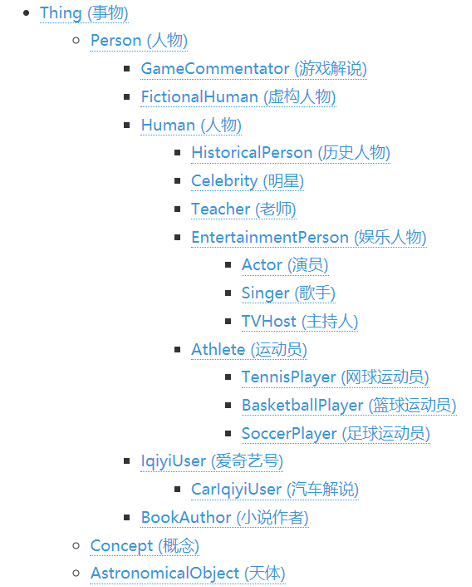 Thing (事物)
Person (人物)
GameCommentator (游戏解说)
FictionalHuman (虚构人物)
Human (人物)
HistoricalPerson (历史人物)
Celebrity (明星)
Teacher (老师)
EntertainmentPerson (娱乐人物)
Actor (演员)
Singer (歌手)
TVHost (主持人)
Athlete (运动员)
TennisPlayer (网球运动员)
BasketballPlayer (篮球运动员)
SoccerPlayer (足球运动员)
IqiyiUser (爱奇艺号)
CarIqiyiUser (汽车解说)
BookAuthor (小说作者)
Concept (概念)
AstronomicalObject (天体)